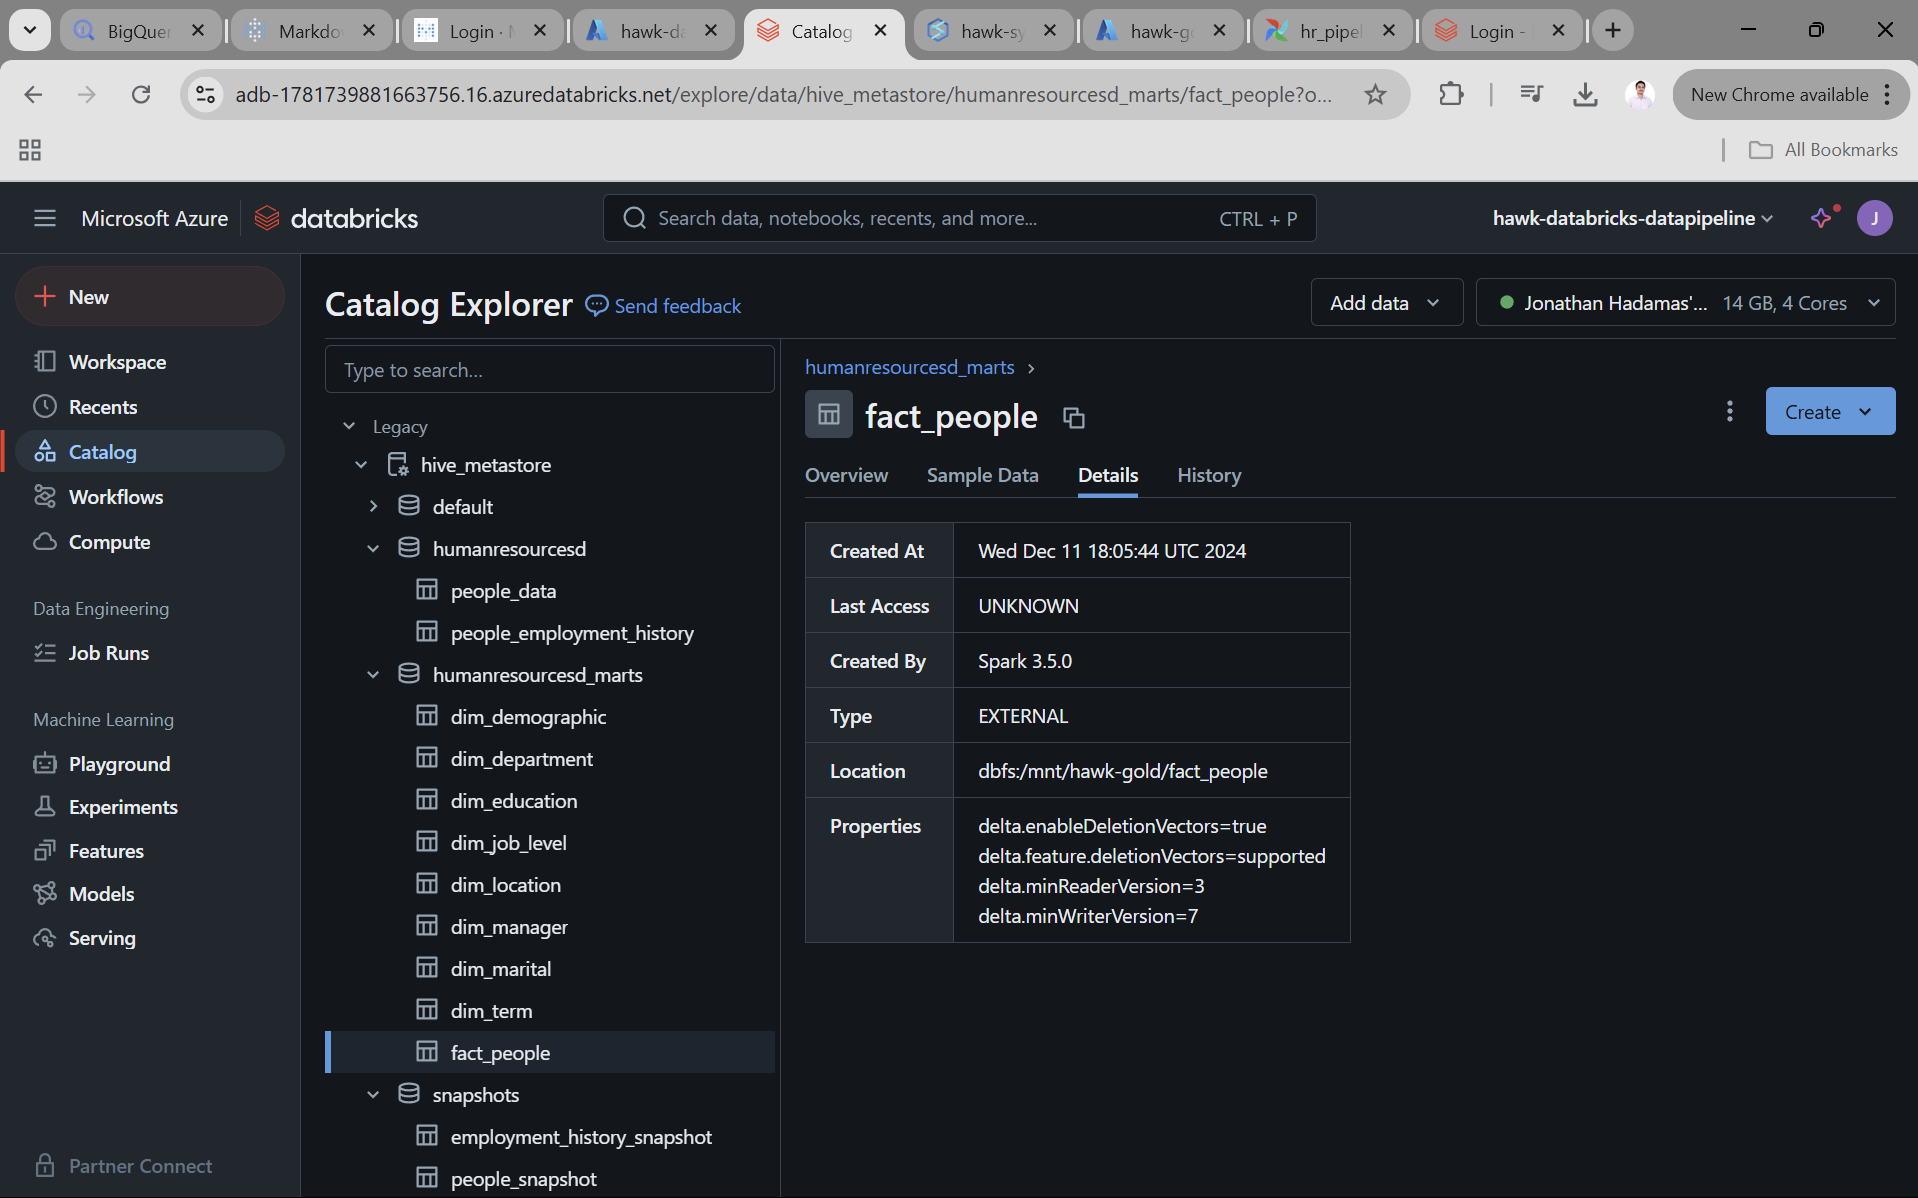 BigQuer
Markdo
Login · M
hawk-da
Catalog
hawk-sy
hawk-go
hr_pipel
Login -
adb-1781739881663756.16.azuredatabricks.net/explore/data/hive_metastore/humanresourcesd_marts/fact_people?o...
New Chrome available
All Bookmarks
Microsoft Azure
databricks
Search data, notebooks, recents, and more...
CTRL + P
hawk-databricks-datapipeline
J
New
Workspace
Recents
Catalog
Workflows
Compute
Data Engineering
Job Runs
Machine Learning
Playground
Experiments
Features
Models
Serving
Partner Connect
Catalog Explorer
Send feedback
Add data
Jonathan Hadamas'... 14 GB, 4 Cores
Type to search...
Legacy
hive_metastore
default
humanresourcesd
people_data
people_employment_history
humanresourcesd_marts
dim_demographic
dim_department
dim_education
dim_job_level
dim_location
dim_manager
dim_marital
dim_term
fact_people
snapshots
employment_history_snapshot
people_snapshot
humanresourcesd_marts
fact_people
Create
Overview
Sample Data
Details
History
Created At Wed Dec 11 18:05:44 UTC 2024
Last Access UNKNOWN
Created By Spark 3.5.0
Type EXTERNAL
Location dbfs:/mnt/hawk-gold/fact_people
Properties delta.enableDeletionVectors=true
delta.feature.deletionVectors=supported
delta.minReaderVersion=3
delta.minWriterVersion=7